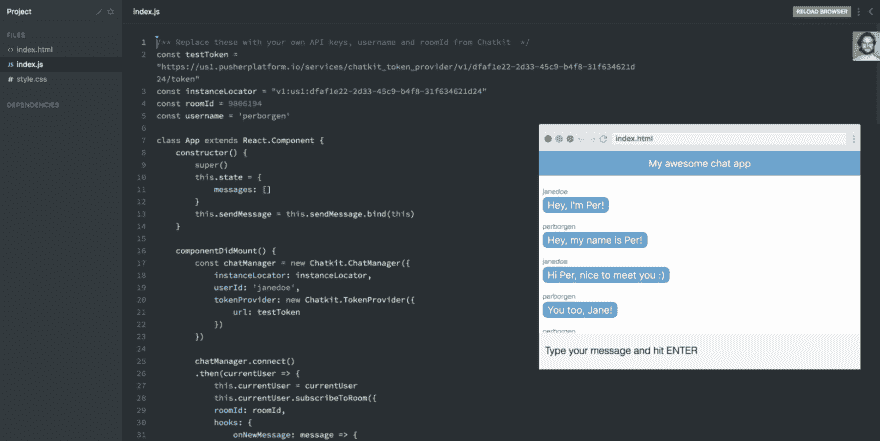 Project
FILES
index.html
JS index.js
# style.css
DEPENDENCIES
index.js
RELOAD BROWSER
1 /** Replace these with your own API keys, username and roomId from Chatkit */
2 const testToken =
"https://us1.pusherplatform.io/services/chatkit_token_provider/v1/dfaf1e22-2d33-45c9-b4f8-31f634621d
24/token"
3 const instanceLocator = "v1:us1:dfaf1e22-2d33-45c9-b4f8-31f634621d24"
4 const roomId = 9806194
5 const username = 'perborgen'
6
7 class App extends React.Component {
8 constructor() {
9 super()
10 this.state = {
11 messages: []
12 }
13 this.sendMessage = this.sendMessage.bind(this)
14 }
15
16 componentDidMount() {
17 const chatManager = new Chatkit.ChatManager({
18 instanceLocator: instanceLocator,
19 userId: 'janedoe',
20 tokenProvider: new Chatkit.TokenProvider({
21 url: testToken
22 })
23 })
24
25 chatManager.connect()
26 .then(currentUser => {
27 this.currentUser = currentUser
28 this.currentUser.subscribeToRoom({
29 roomId: roomId,
30 hooks: {
31 onNewMessage: message => {
index.html
My awesome chat app
janedoe
Hey, I'm Per!
perborgen
Hey, my name is Per!
janedoe
Hi Per, nice to meet you :)
perborgen
You too, Jane!
perborgen
Type your message and hit ENTER